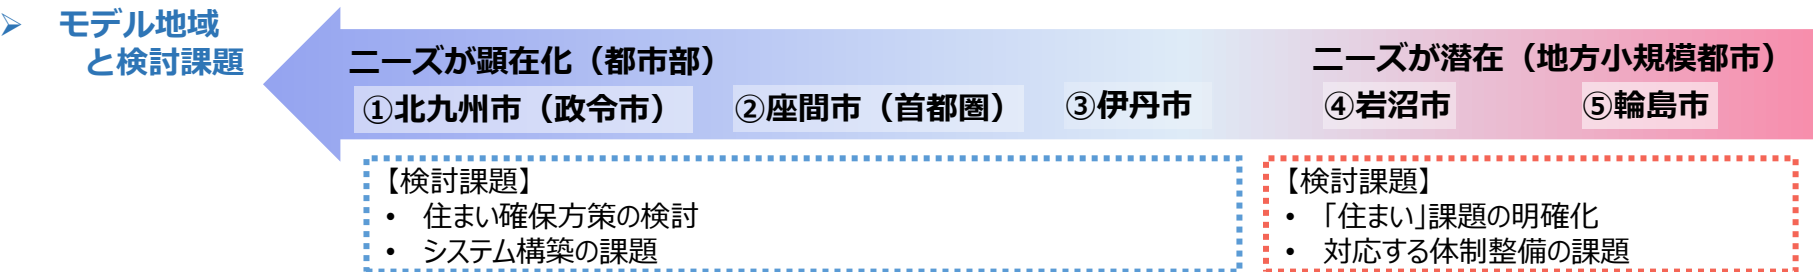 ➢ モデル地域
と検討課題
ニーズが顕在化（都市部）
ニーズが潜在（地方小規模都市）
①北九州市（政令市）
②座間市（首都圏）
③伊丹市
④岩沼市
⑤輪島市
【検討課題】
• 住まい確保方策の検討
• システム構築の課題
【検討課題】
• 「住まい」課題の明確化
• 対応する体制整備の課題